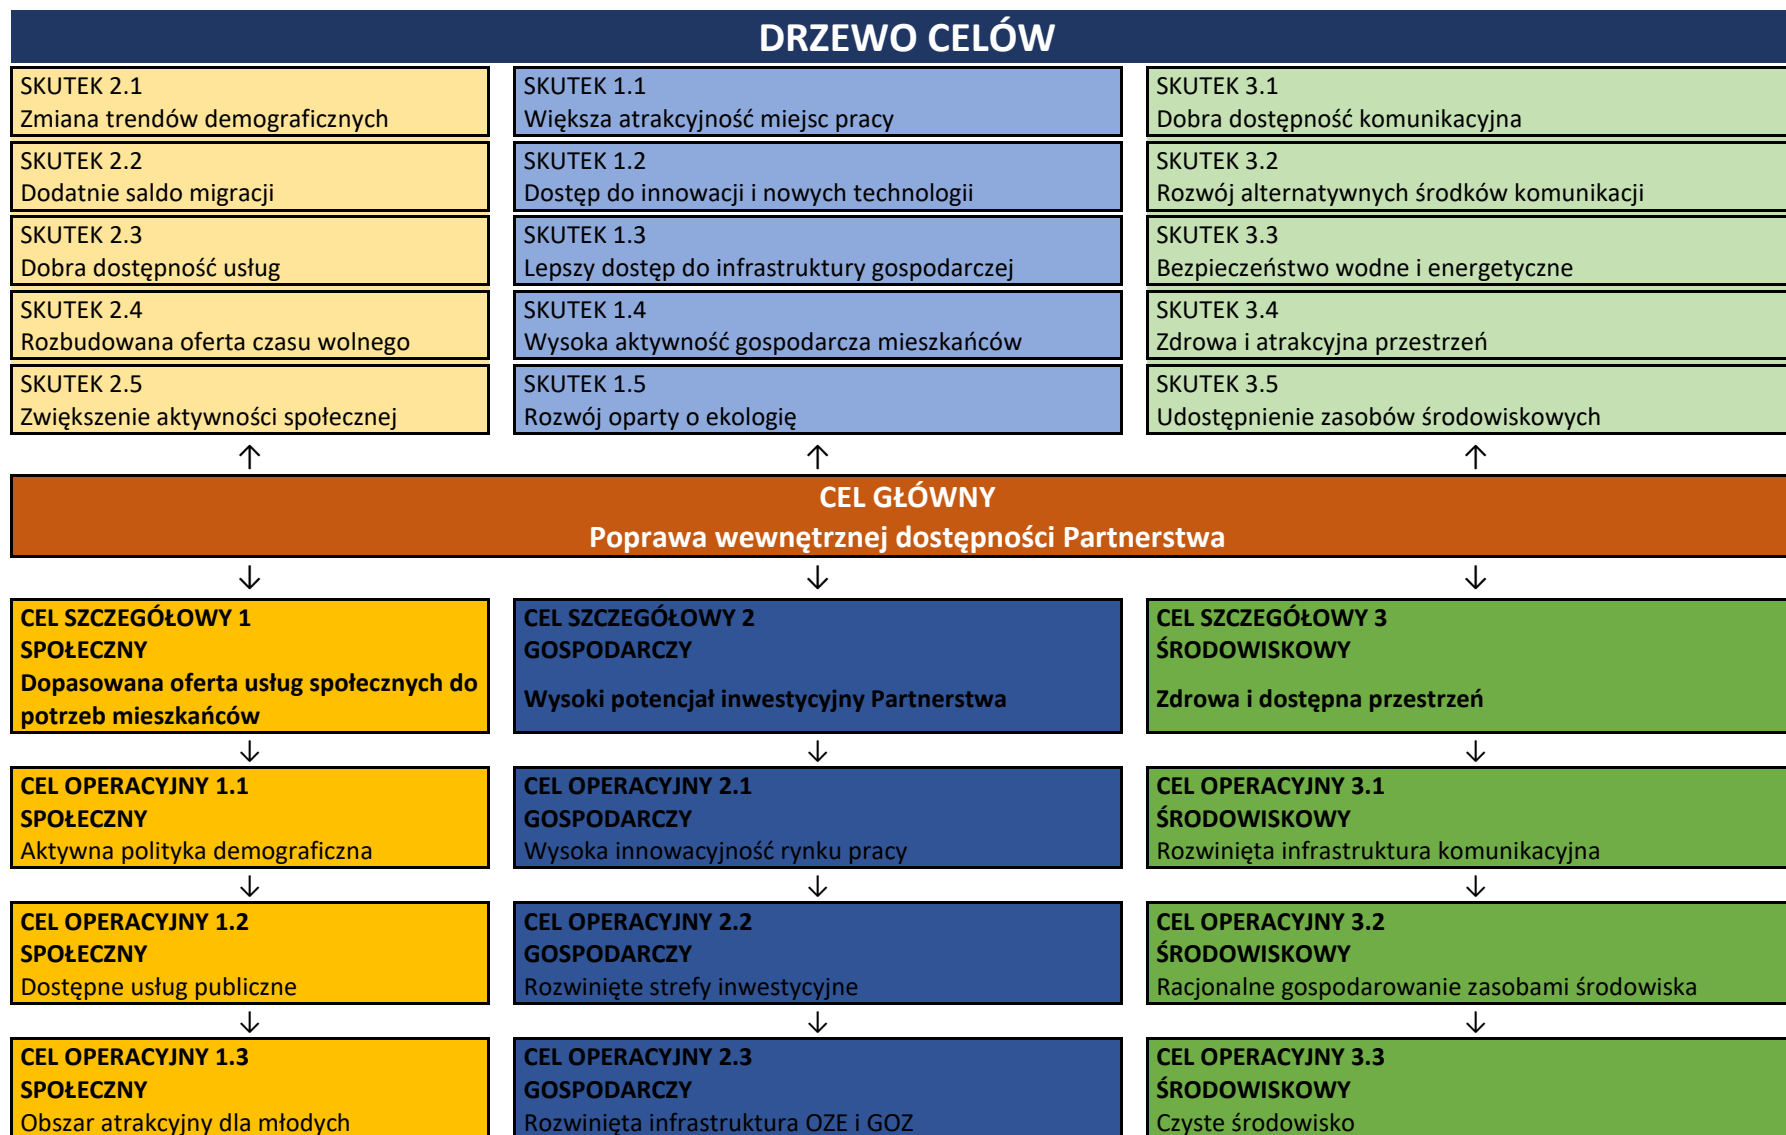 DRZEWO CELÓW
SKUTEK 2.1
Zmiana trendów demograficznych
SKUTEK 1.1
Większa atrakcyjność miejsc pracy
SKUTEK 3.1
Dobra dostępność komunikacyjna
SKUTEK 2.2
Dodatnie saldo migracji
SKUTEK 1.2
Dostęp do innowacji i nowych technologii
SKUTEK 3.2
Rozwój alternatywnych środków komunikacji
SKUTEK 2.3
Dobra dostępność usług
SKUTEK 1.3
Lepszy dostęp do infrastruktury gospodarczej
SKUTEK 3.3
Bezpieczeństwo wodne i energetyczne
SKUTEK 2.4
Rozbudowana oferta czasu wolnego
SKUTEK 1.4
Wysoka aktywność gospodarcza mieszkańców
SKUTEK 3.4
Zdrowa i atrakcyjna przestrzeń
SKUTEK 2.5
Zwiększenie aktywności społecznej
SKUTEK 1.5
Rozwój oparty o ekologię
SKUTEK 3.5
Udostępnienie zasobów środowiskowych
↑ ↑ ↑
CEL GŁÓWNY
Poprawa wewnętrznej dostępności Partnerstwa
↓ ↓ ↓
CEL SZCZEGÓŁOWY 1
SPOŁECZNY
Dopasowana oferta usług społecznych do
potrzeb mieszkańców
CEL SZCZEGÓŁOWY 2
GOSPODARCZY
Wysoki potencjał inwestycyjny Partnerstwa
CEL SZCZEGÓŁOWY 3
ŚRODOWISKOWY
Zdrowa i dostępna przestrzeń
↓ ↓ ↓
CEL OPERACYJNY 1.1
SPOŁECZNY
Aktywna polityka demograficzna
CEL OPERACYJNY 2.1
GOSPODARCZY
Wysoka innowacyjność rynku pracy
CEL OPERACYJNY 3.1
ŚRODOWISKOWY
Rozwinięta infrastruktura komunikacyjna
↓ ↓ ↓
CEL OPERACYJNY 1.2
SPOŁECZNY
Dostępne usług publiczne
CEL OPERACYJNY 2.2
GOSPODARCZY
Rozwinięte strefy inwestycyjne
CEL OPERACYJNY 3.2
ŚRODOWISKOWY
Racjonalne gospodarowanie zasobami środowiska
↓ ↓ ↓
CEL OPERACYJNY 1.3
SPOŁECZNY
Obszar atrakcyjny dla młodych
CEL OPERACYJNY 2.3
GOSPODARCZY
Rozwinięta infrastruktura OZE i GOZ
CEL OPERACYJNY 3.3
ŚRODOWISKOWY
Czyste środowisko